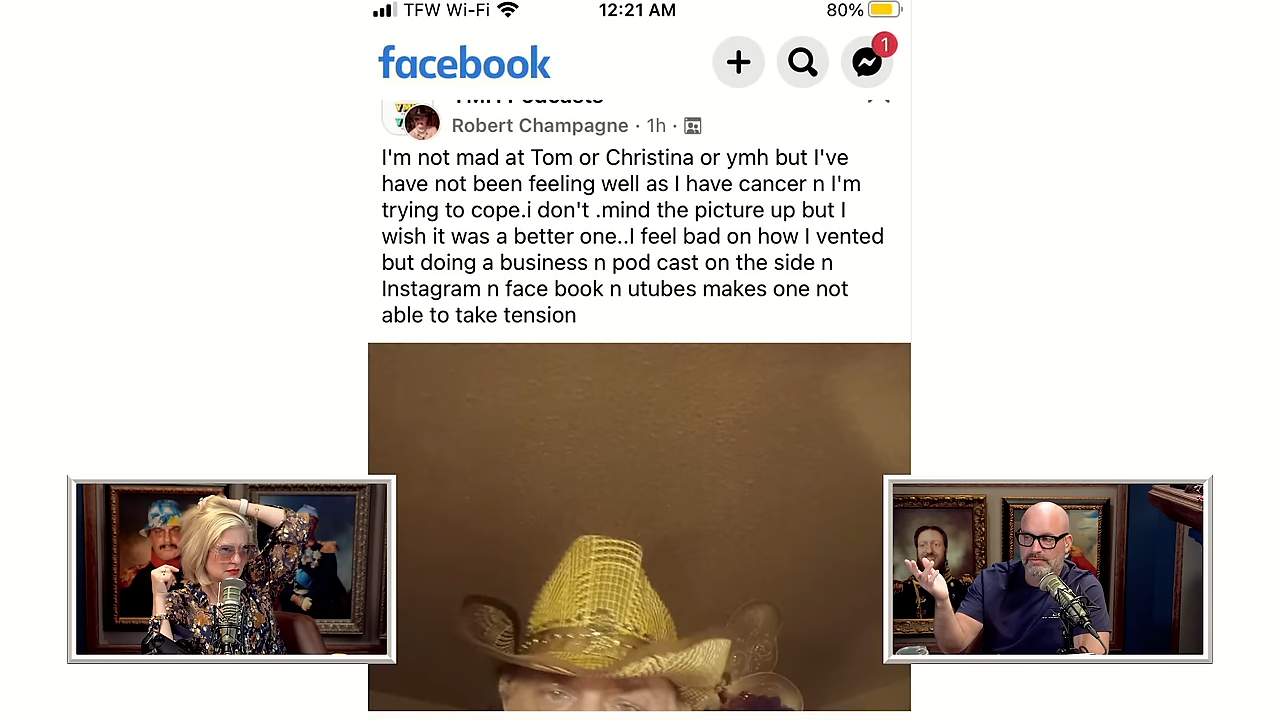 TFW Wi-Fi 12:21 AM 80%
facebook
1
YMH Podcasts
Robert Champagne · 1h ·
I'm not mad at Tom or Christina or ymh but I've
have not been feeling well as I have cancer n I'm
trying to cope.i don't .mind the picture up but I
wish it was a better one..I feel bad on how I vented
but doing a business n pod cast on the side n
Instagram n face book n utubes makes one not
able to take tension